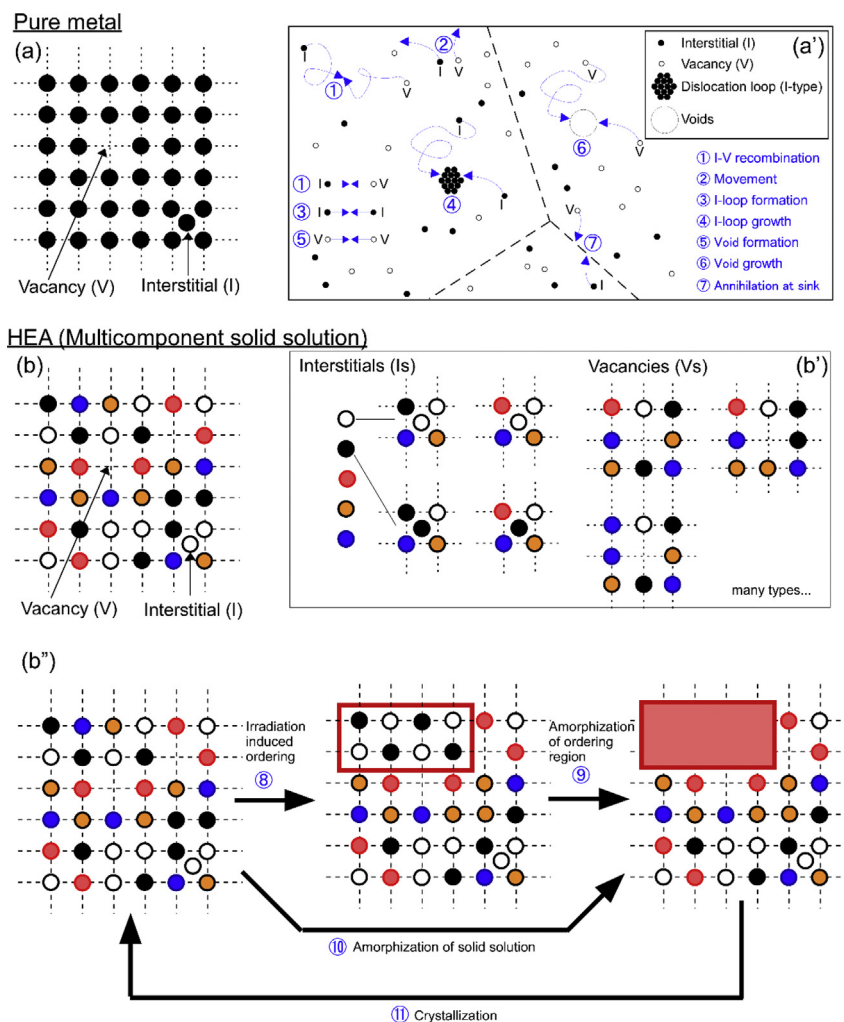 Pure metal
(a)
Vacancy (V)
Interstitial (I)
(a')
Interstitial (I)
Vacancy (V)
Dislocation loop (I-type)
Voids
I
①
V
②
I V
I
④
I
V
⑥
V
V
⑦
I
① I V
③ I I
⑤ V V
① I-V recombination
② Movement
③ I-loop formation
④ I-loop growth
⑤ Void formation
⑥ Void growth
⑦ Annihilation at sink
HEA (Multicomponent solid solution)
(b)
Vacancy (V)
Interstitial (I)
(b')
Interstitials (Is)
Vacancies (Vs)
many types...
(b")
Irradiation
induced
ordering
⑧
Amorphization
of ordering
region
⑨
⑩ Amorphization of solid solution
⑪ Crystallization